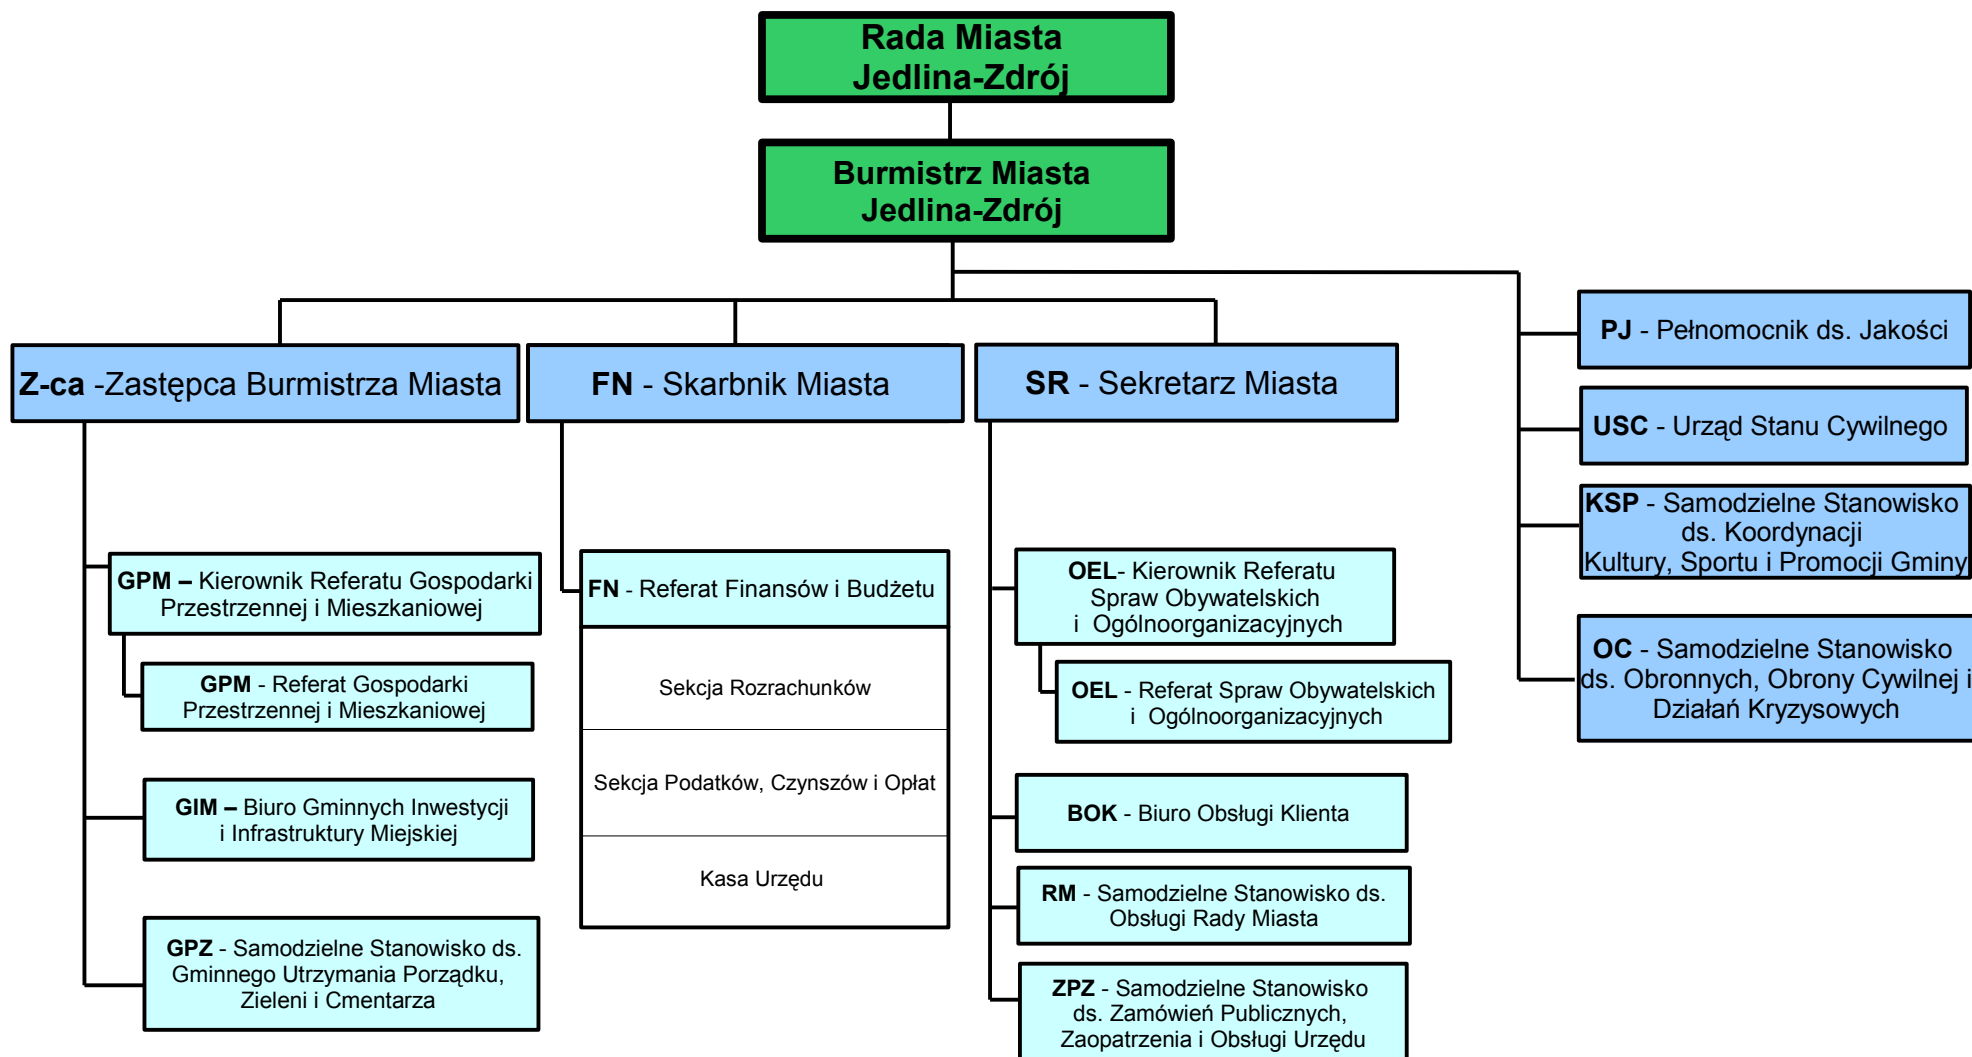 Rada Miasta
Jedlina-Zdrój
Burmistrz Miasta
Jedlina-Zdrój
Z-ca -Zastępca Burmistrza Miasta
FN - Skarbnik Miasta
SR - Sekretarz Miasta
PJ - Pełnomocnik ds. Jakości
USC - Urząd Stanu Cywilnego
KSP - Samodzielne Stanowisko
ds. Koordynacji
Kultury, Sportu i Promocji Gminy
OC - Samodzielne Stanowisko
ds. Obronnych, Obrony Cywilnej i
Działań Kryzysowych
GPM – Kierownik Referatu Gospodarki
Przestrzennej i Mieszkaniowej
GPM - Referat Gospodarki
Przestrzennej i Mieszkaniowej
GIM – Biuro Gminnych Inwestycji
i Infrastruktury Miejskiej
GPZ - Samodzielne Stanowisko ds.
Gminnego Utrzymania Porządku,
Zieleni i Cmentarza
FN - Referat Finansów i Budżetu
Sekcja Rozrachunków
Sekcja Podatków, Czynszów i Opłat
Kasa Urzędu
OEL- Kierownik Referatu
Spraw Obywatelskich
i Ogólnoorganizacyjnych
OEL - Referat Spraw Obywatelskich
i Ogólnoorganizacyjnych
BOK - Biuro Obsługi Klienta
RM - Samodzielne Stanowisko ds.
Obsługi Rady Miasta
ZPZ - Samodzielne Stanowisko
ds. Zamówień Publicznych,
Zaopatrzenia i Obsługi Urzędu